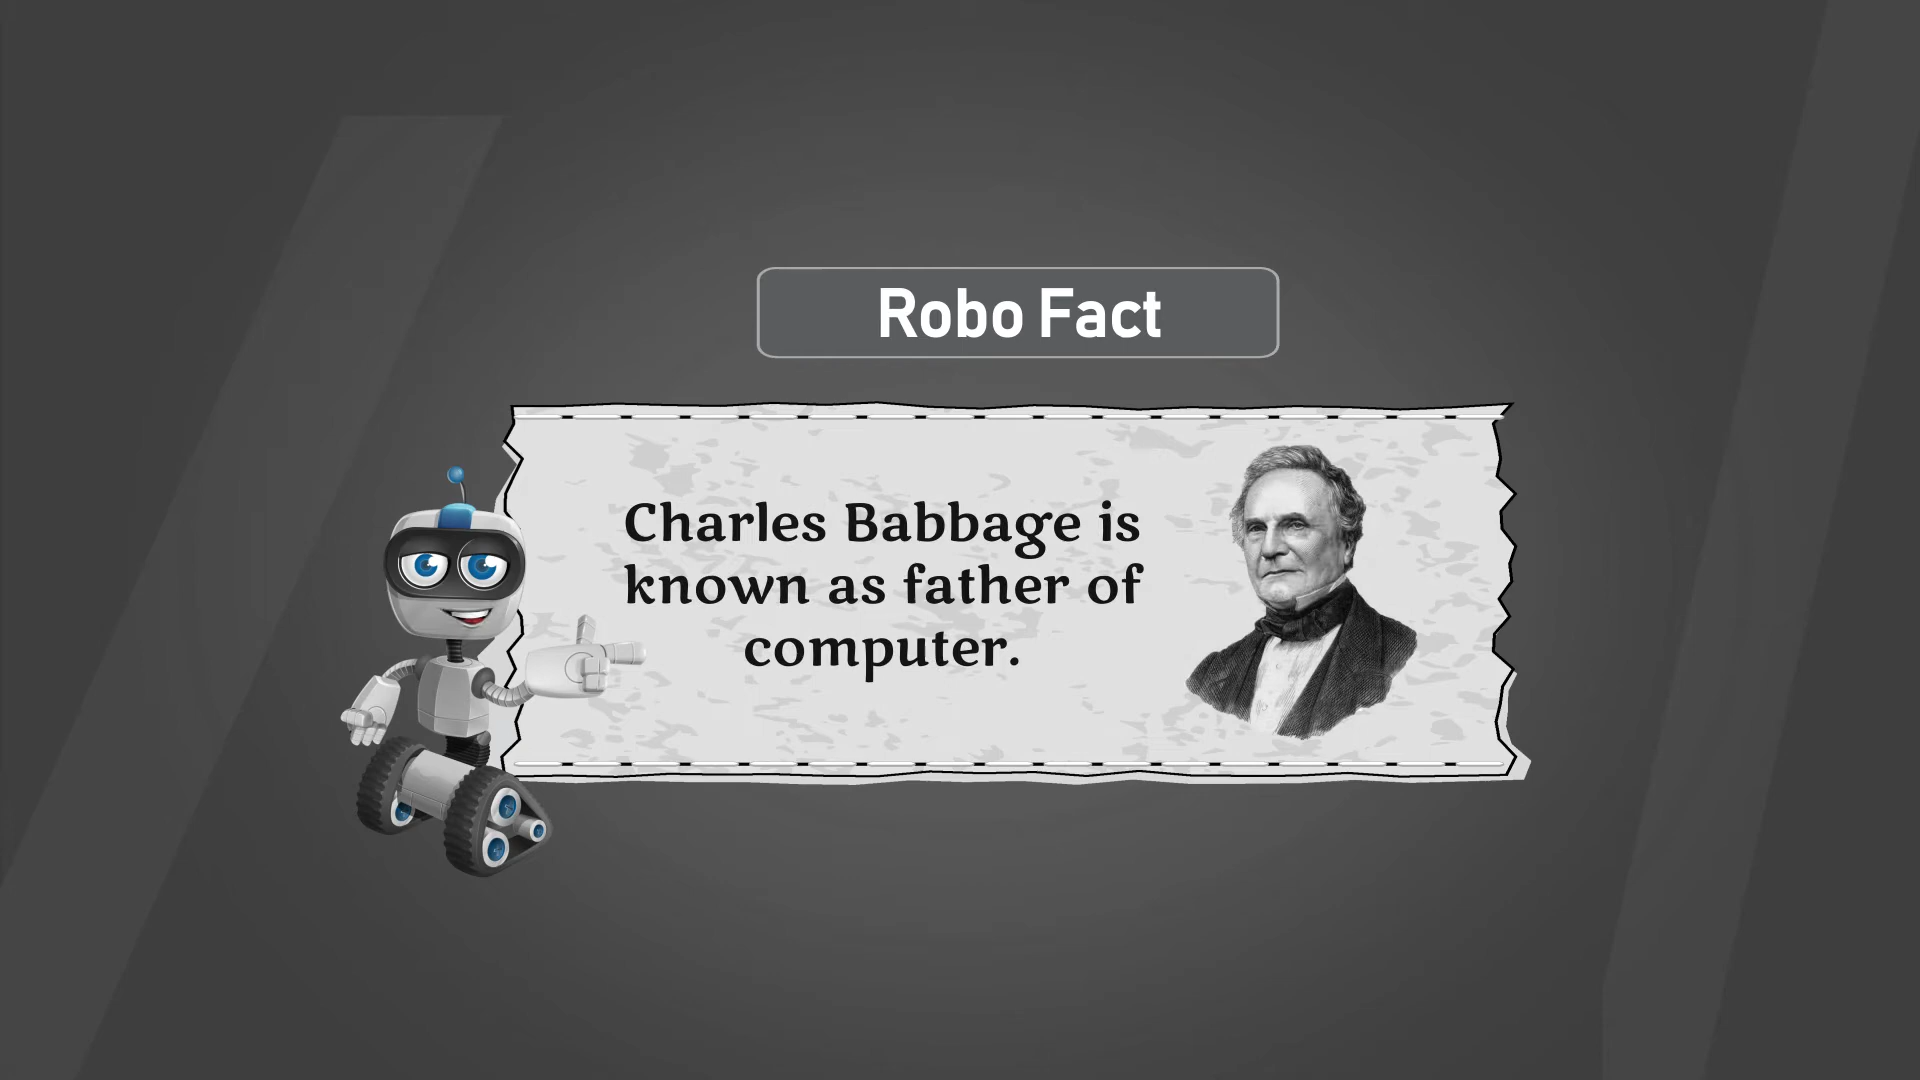 Robo Fact
Charles Babbage is
known as father of
computer.